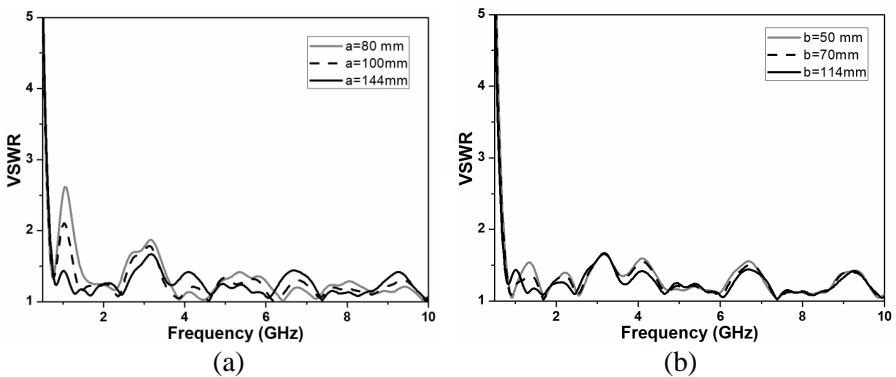 5
4
3
2
1
VSWR
a=80 mm
a=100mm
a=144mm
2 4 6 8 10
Frequency (GHz)
(a)
5
4
3
2
1
VSWR
b=50 mm
b=70mm
b=114mm
2 4 6 8 10
Frequency (GHz)
(b)